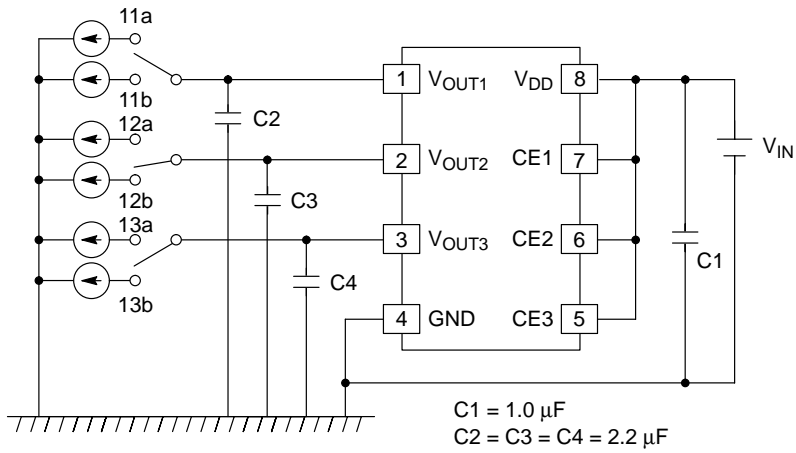 11a
11b
12a
12b
13a
13b
C2
C3
C4
1 VOUT1 VDD 8
2 VOUT2 CE1 7
3 VOUT3 CE2 6
4 GND CE3 5
C1
VIN
C1 = 1.0 μF
C2 = C3 = C4 = 2.2 μF